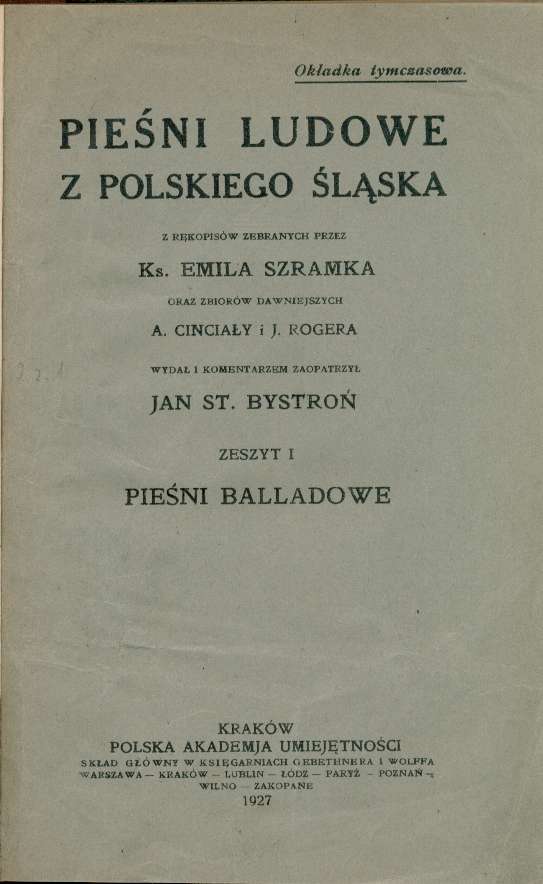 Okładka tymczasowa.
PIEŚNI LUDOWE
Z POLSKIEGO ŚLĄSKA
Z RĘKOPISÓW ZEBRANYCH PRZEZ
Ks. EMILA SZRAMKA
ORAZ ZBIORÓW DAWNIEJSZYCH
A. CINCIAŁY i J. ROGERA
WYDAŁ I KOMENTARZEM ZAOPATRZYŁ
JAN ST. BYSTROŃ
ZESZYT I
PIEŚNI BALLADOWE
KRAKÓW
POLSKA AKADEMJA UMIEJĘTNOŚCI
SKŁAD GŁÓWNY W KSIĘGARNIACH GEBETHNERA I WOLFFA
WARSZAWA — KRAKÓW — LUBLIN — ŁÓDZ — PARYŻ — POZNAŃ —
WILNO — ZAKOPANE
1927